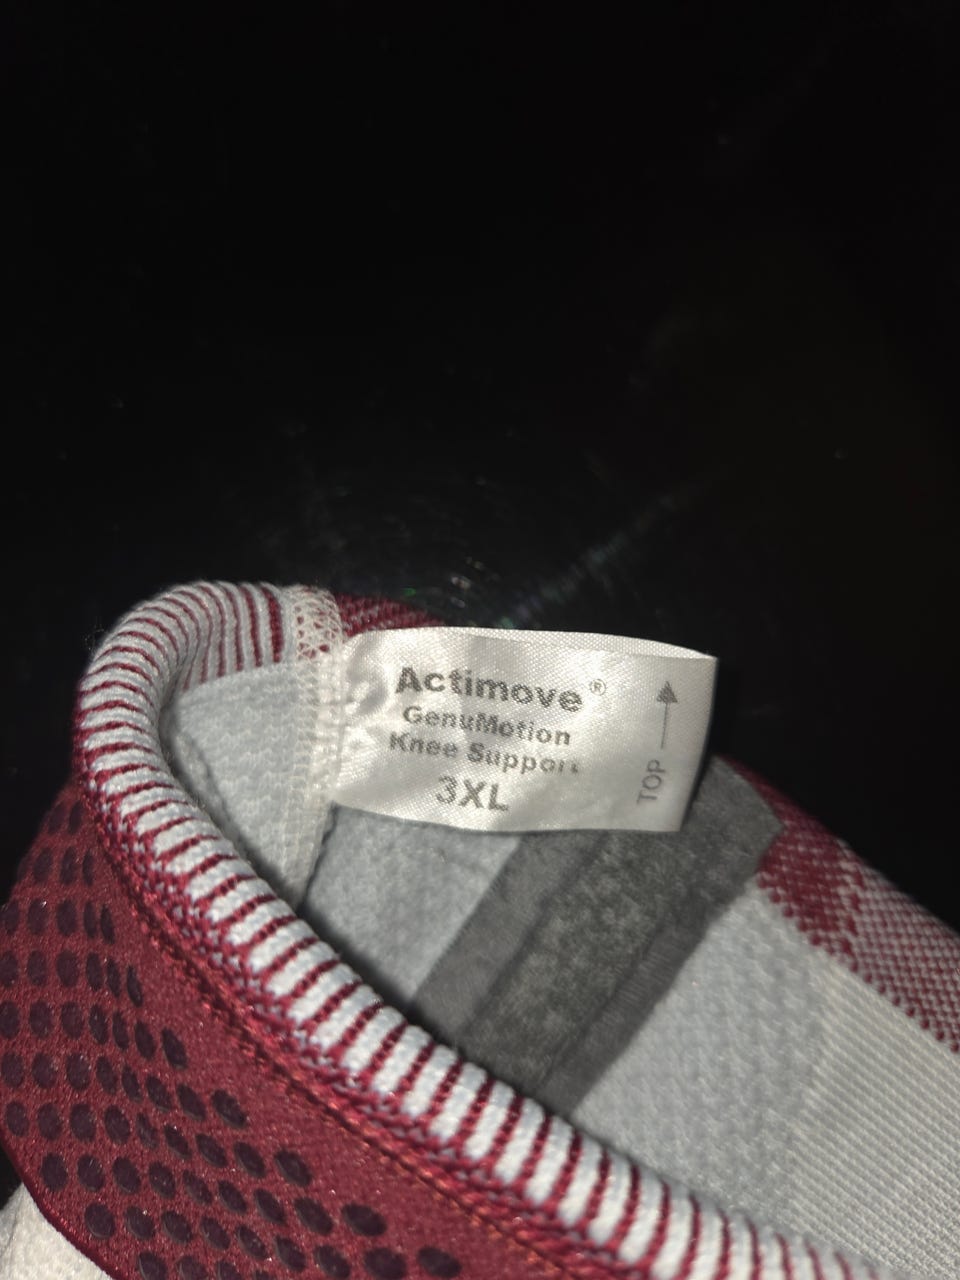 Actimove®
GenuMotion
Knee Support
3XL
TOP